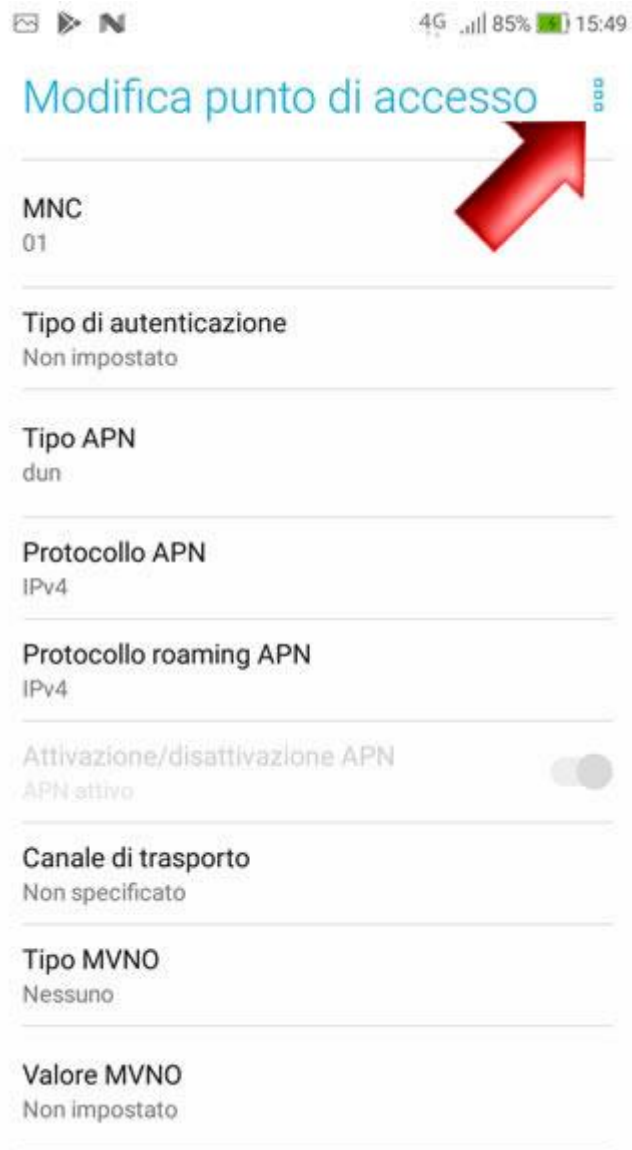 4G 85% 15:49
Modifica punto di accesso
MNC
01
Tipo di autenticazione
Non impostato
Tipo APN
dun
Protocollo APN
IPv4
Protocollo roaming APN
IPv4
Attivazione/disattivazione APN
APN attivo
Canale di trasporto
Non specificato
Tipo MVNO
Nessuno
Valore MVNO
Non impostato